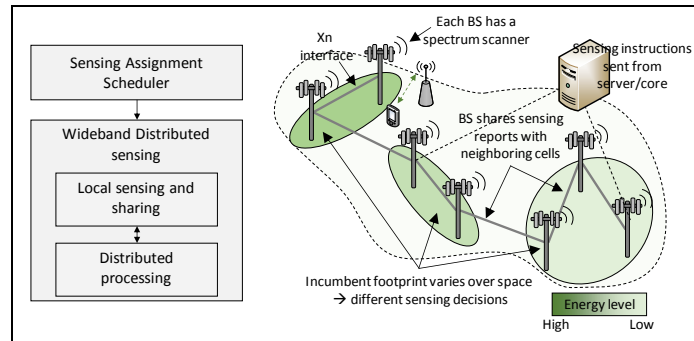 Sensing Assignment
Scheduler
Wideband Distributed
sensing
Local sensing and
sharing
Distributed
processing
Xn
interface
Each BS has a
spectrum scanner
Sensing instructions
sent from
server/core
BS shares sensing
reports with
neighboring cells
Incumbent footprint varies over space
→ different sensing decisions
Energy level
High Low